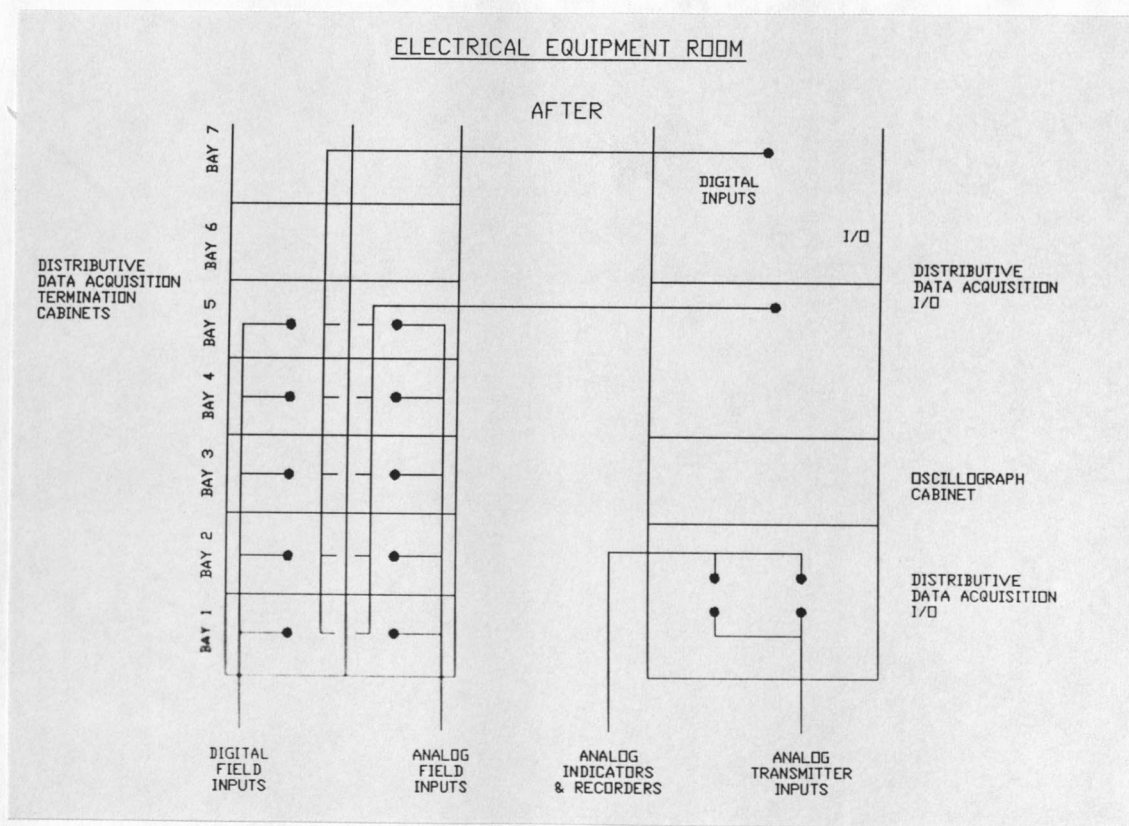 ELECTRICAL EQUIPMENT ROOM
AFTER
BAY 7
BAY 6
BAY 5
BAY 4
BAY 3
BAY 2
BAY 1
DISTRIBUTIVE
DATA ACQUISITION
TERMINATION
CABINETS
DIGITAL
INPUTS
I/O
DISTRIBUTIVE
DATA ACQUISITION
I/O
OSCILLOGRAPH
CABINET
DISTRIBUTIVE
DATA ACQUISITION
I/O
DIGITAL
FIELD
INPUTS
ANALOG
FIELD
INPUTS
ANALOG
INDICATORS
& RECORDERS
ANALOG
TRANSMITTER
INPUTS